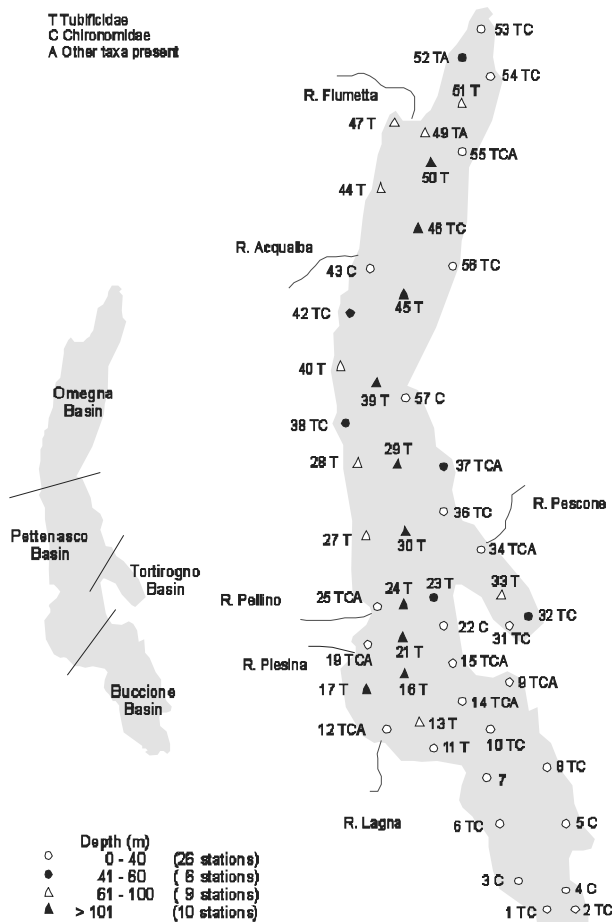 T Tubificidae
C Chironomidae
A Other taxa present
53 TC
52 TA
54 TC
51 T
R. Flumetta
47 T
49 TA
55 TCA
50 T
44 T
46 TC
R. Acqualba
43 C
56 TC
45 T
42 TC
40 T
39 T
57 C
38 TC
29 T
28 T
37 TCA
36 TC
R. Pescone
27 T
30 T
34 TCA
Omegna
Basin
Pettenasco
Basin
Tortirogno
Basin
Buccione
Basin
R. Pellino
25 TCA
24 T
23 T
33 T
32 TC
22 C
31 TC
21 T
19 TCA
R. Plesina
15 TCA
9 TCA
17 T
16 T
14 TCA
12 TCA
13 T
11 T
10 TC
8 TC
7
R. Lagna
6 TC
5 C
3 C
4 C
1 TC
2 TC
Depth (m)
0 - 40 (26 stations)
41 - 60 ( 6 stations)
61 - 100 ( 9 stations)
> 101 (10 stations)